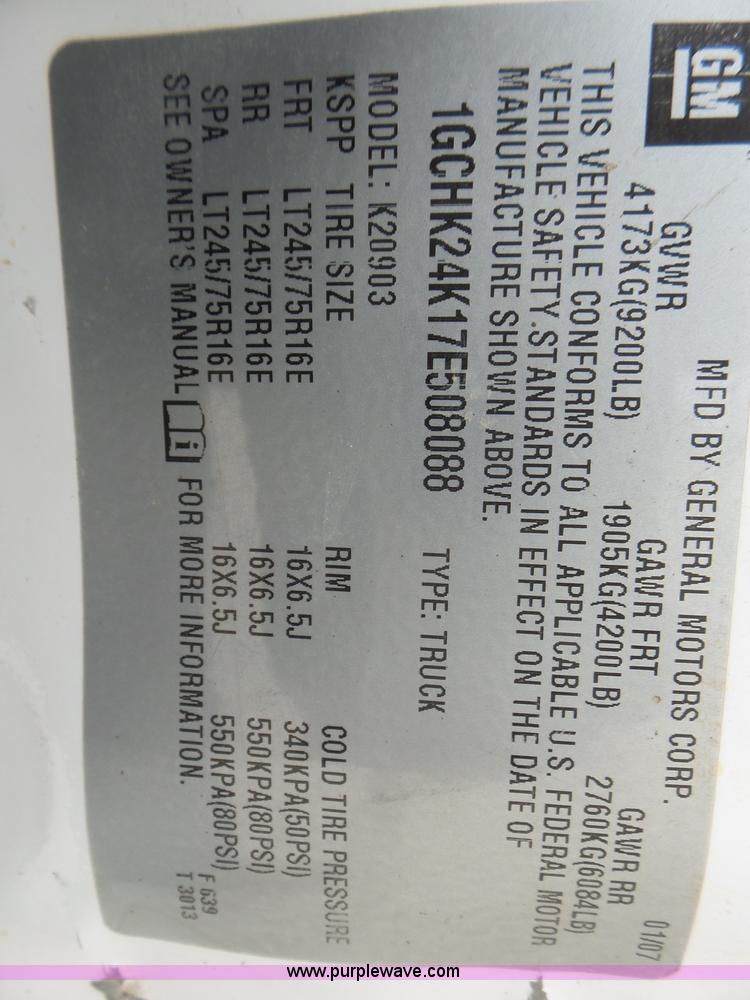 GM
MFD BY GENERAL MOTORS CORP. 01/07
GVWR GAWR FRT GAWR RR
4173KG(9200LB) 1905KG(4200LB) 2760KG(6084LB)
THIS VEHICLE CONFORMS TO ALL APPLICABLE U.S. FEDERAL MOTOR
VEHICLE SAFETY STANDARDS IN EFFECT ON THE DATE OF
MANUFACTURE SHOWN ABOVE.
1GCHK24K17E508088 TYPE: TRUCK
MODEL: K20903
KSPP TIRE SIZE RIM COLD TIRE PRESSURE
FRT LT245/75R16E 16X6.5J 340KPA(50PSI)
RR LT245/75R16E 16X6.5J 550KPA(80PSI)
SPA LT245/75R16E 16X6.5J 550KPA(80PSI)
SEE OWNER'S MANUAL i FOR MORE INFORMATION.
F 639
T 3013
www.purplewave.com